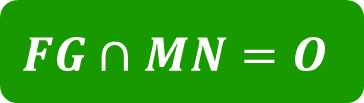 FG ∩ MN = O